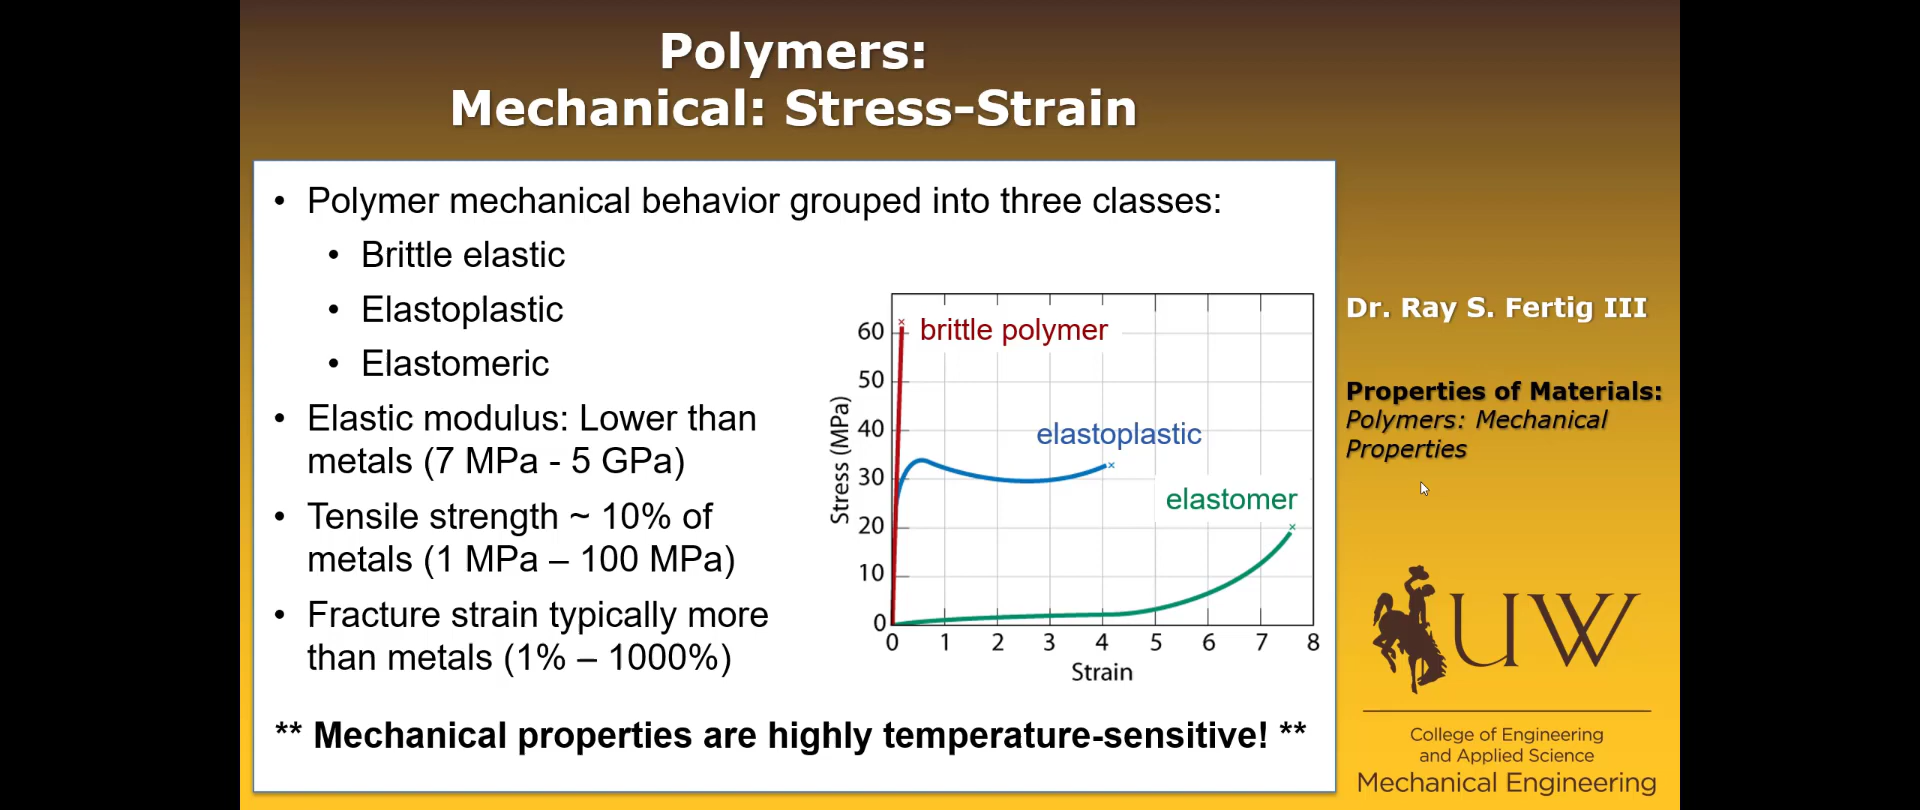 Polymers:
Mechanical: Stress-Strain
• Polymer mechanical behavior grouped into three classes:
• Brittle elastic
• Elastoplastic
• Elastomeric
• Elastic modulus: Lower than
metals (7 MPa - 5 GPa)
• Tensile strength ~ 10% of
metals (1 MPa – 100 MPa)
• Fracture strain typically more
than metals (1% – 1000%)
** Mechanical properties are highly temperature-sensitive! **
Stress (MPa)
60
50
40
30
20
10
0
brittle polymer
elastoplastic
elastomer
0 1 2 3 4 5 6 7 8
Strain
Dr. Ray S. Fertig III
Properties of Materials:
Polymers: Mechanical
Properties
UW
College of Engineering
and Applied Science
Mechanical Engineering